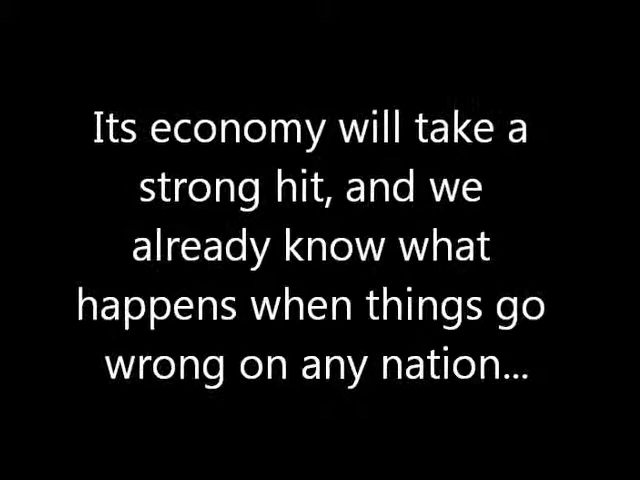 Its economy will take a
strong hit, and we
already know what
happens when things go
wrong on any nation...